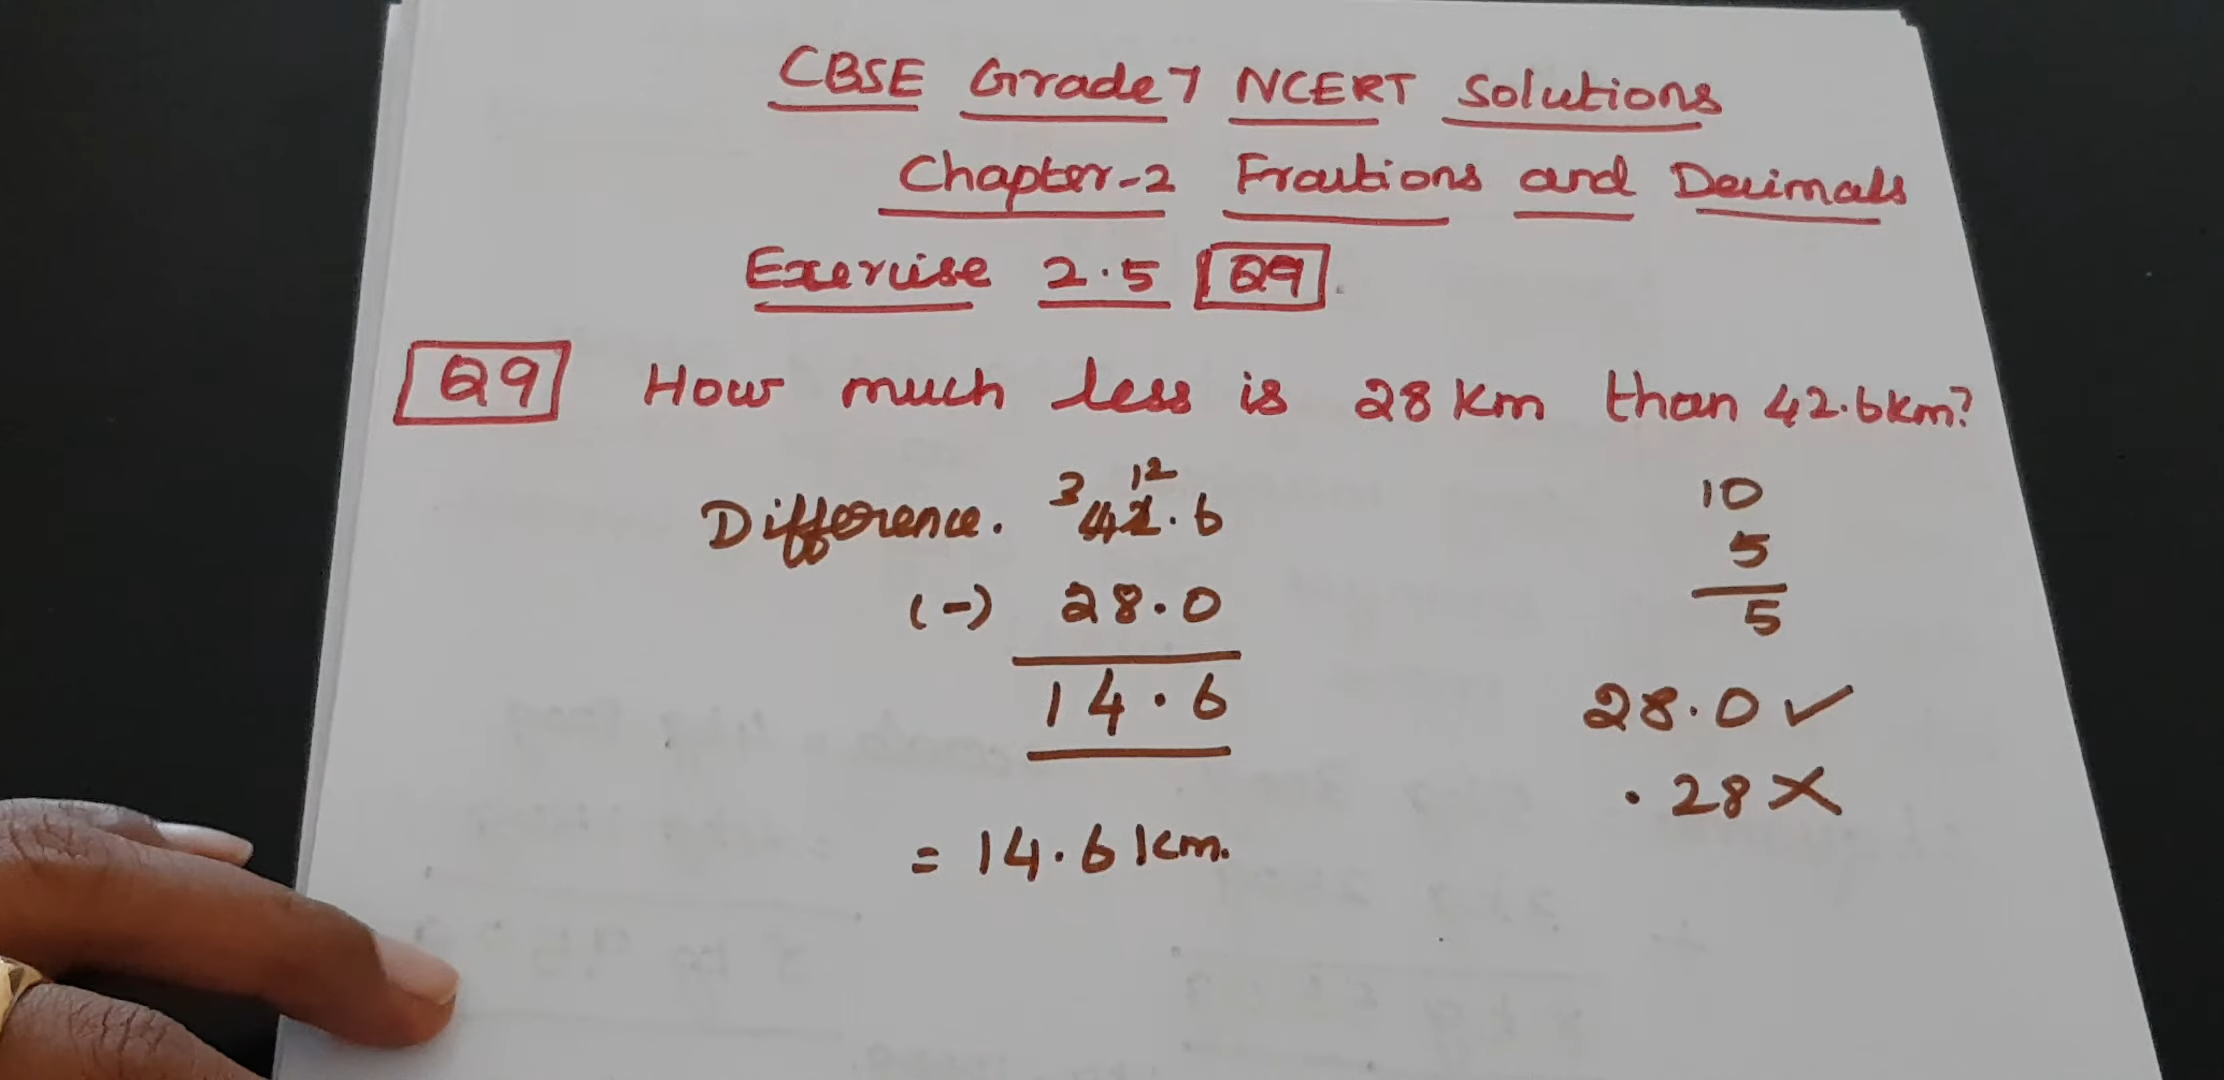 CBSE Grade 7 NCERT Solutions
Chapter-2 Fractions and Decimals
Exercise 2.5 Q9
Q9 How much less is 28 Km than 42.6km?
3 12
Difference. 42.6
(-) 28.0
14.6
= 14.6 km.
10
5
5
28.0 ✓
.28 X